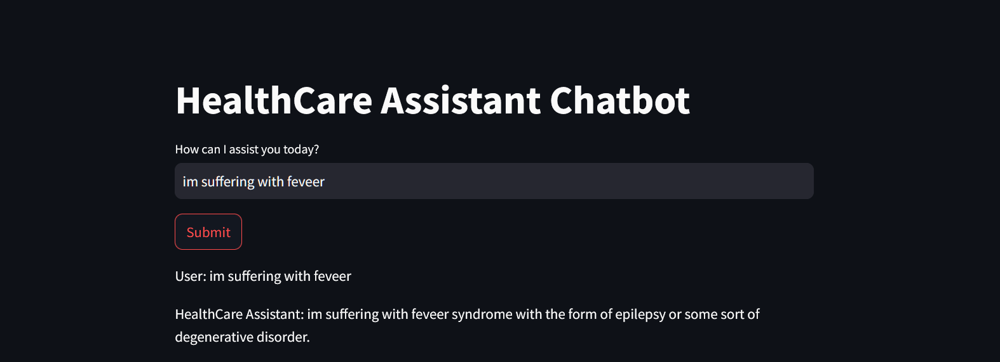 HealthCare Assistant Chatbot
How can I assist you today?
im suffering with feveer
Submit
User: im suffering with feveer
HealthCare Assistant: im suffering with feveer syndrome with the form of epilepsy or some sort of
degenerative disorder.